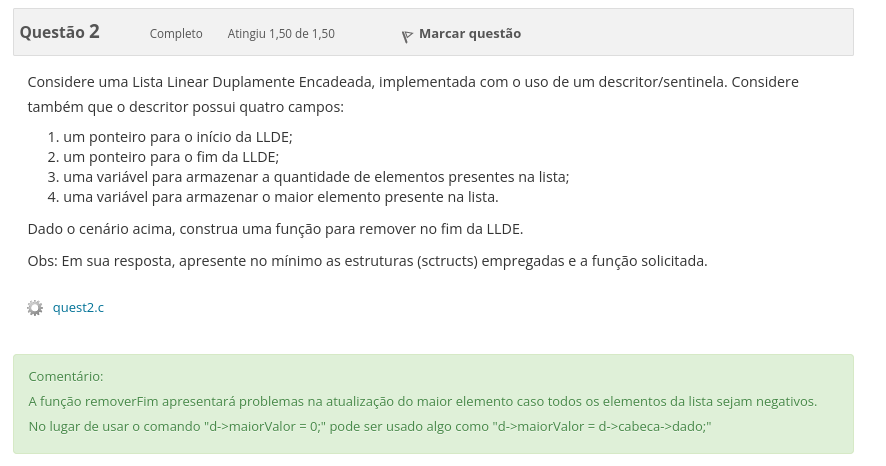 Questão 2 Completo Atingiu 1,50 de 1,50 Marcar questão
Considere uma Lista Linear Duplamente Encadeada, implementada com o uso de um descritor/sentinela. Considere
também que o descritor possui quatro campos:
1. um ponteiro para o início da LLDE;
2. um ponteiro para o fim da LLDE;
3. uma variável para armazenar a quantidade de elementos presentes na lista;
4. uma variável para armazenar o maior elemento presente na lista.
Dado o cenário acima, construa uma função para remover no fim da LLDE.
Obs: Em sua resposta, apresente no mínimo as estruturas (sctructs) empregadas e a função solicitada.
quest2.c
Comentário:
A função removerFim apresentará problemas na atualização do maior elemento caso todos os elementos da lista sejam negativos.
No lugar de usar o comando "d->maiorValor = 0;" pode ser usado algo como "d->maiorValor = d->cabeca->dado;"